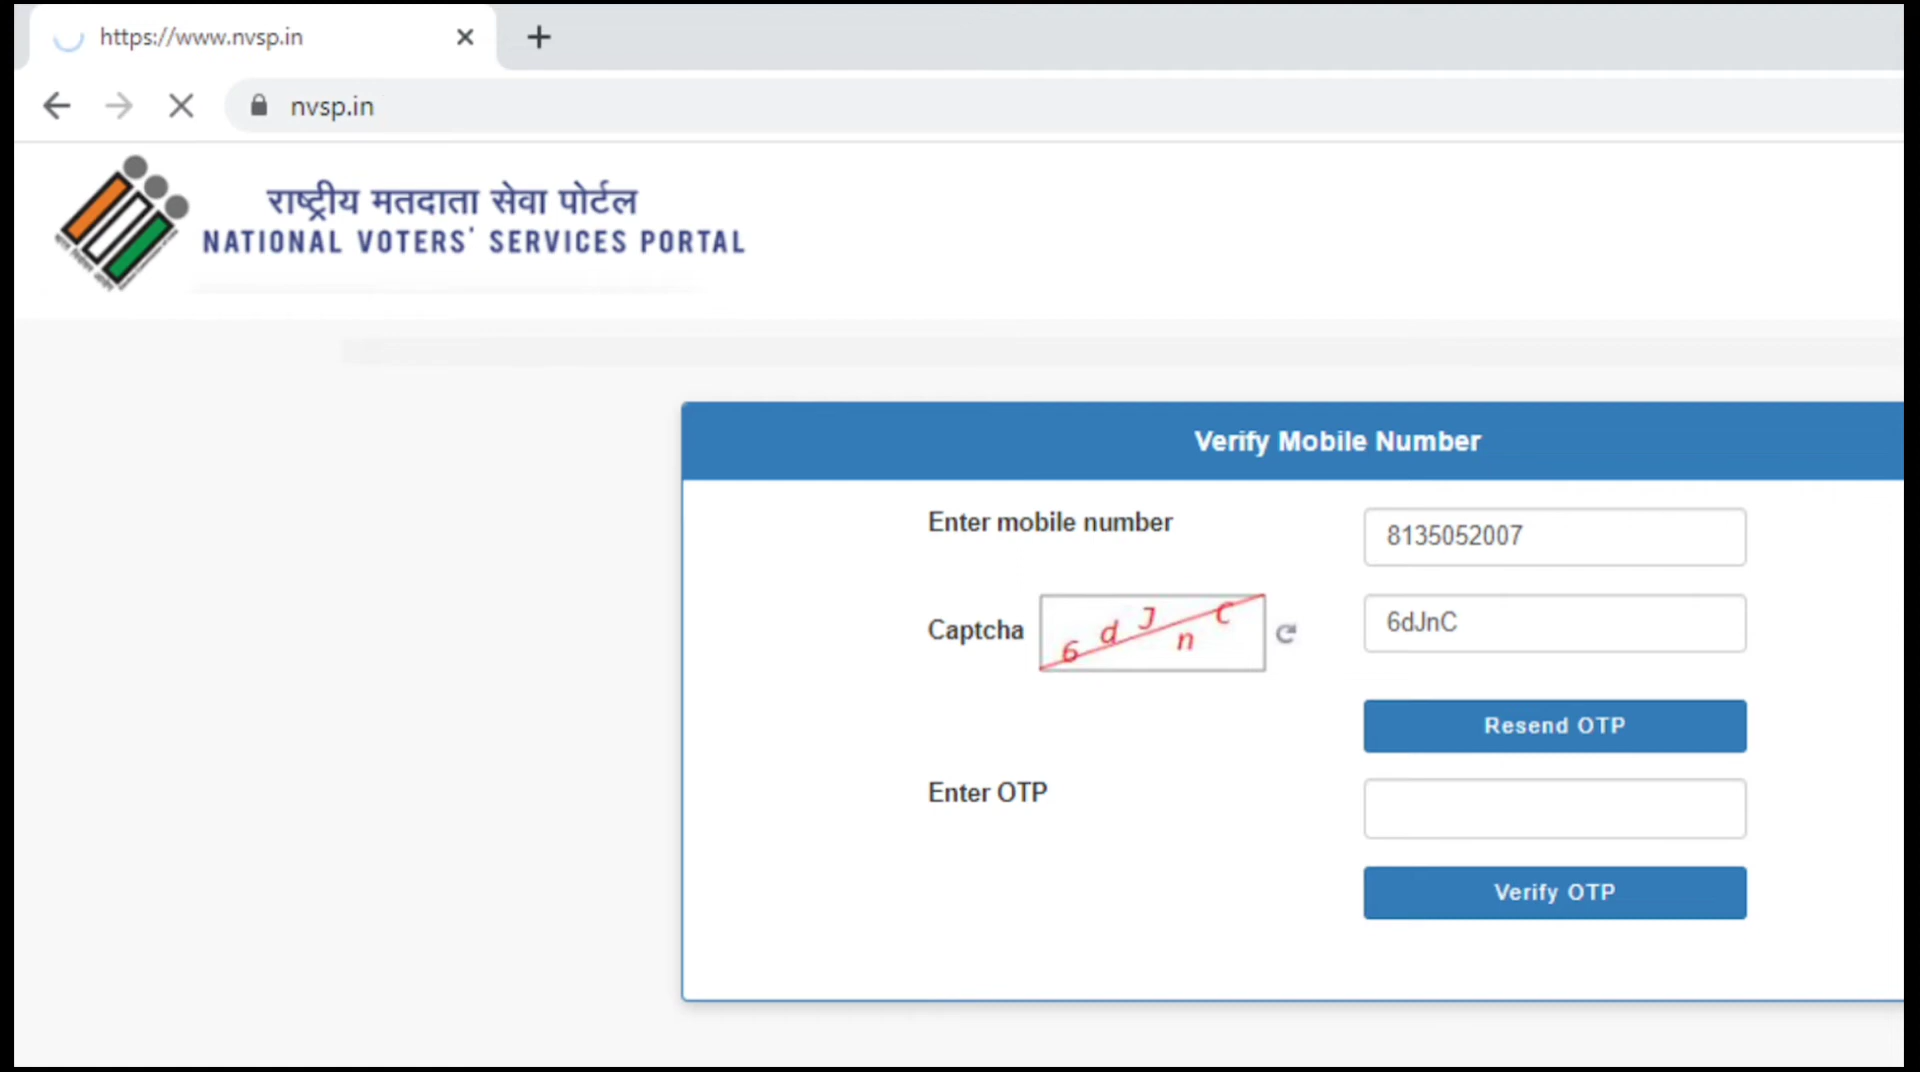 https://www.nvsp.in
nvsp.in
राष्ट्रीय मतदाता सेवा पोर्टल
NATIONAL VOTERS' SERVICES PORTAL
Verify Mobile Number
Enter mobile number
8135052007
Captcha
6dJnC
6dJnC
Resend OTP
Enter OTP
Verify OTP